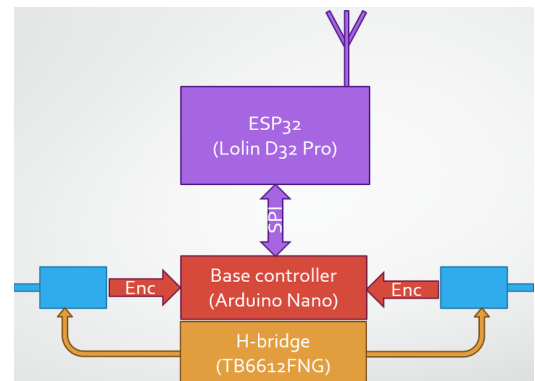 ESP32
(Lolin D32 Pro)
SPI
Enc
Base controller
(Arduino Nano)
Enc
H-bridge
(TB6612FNG)